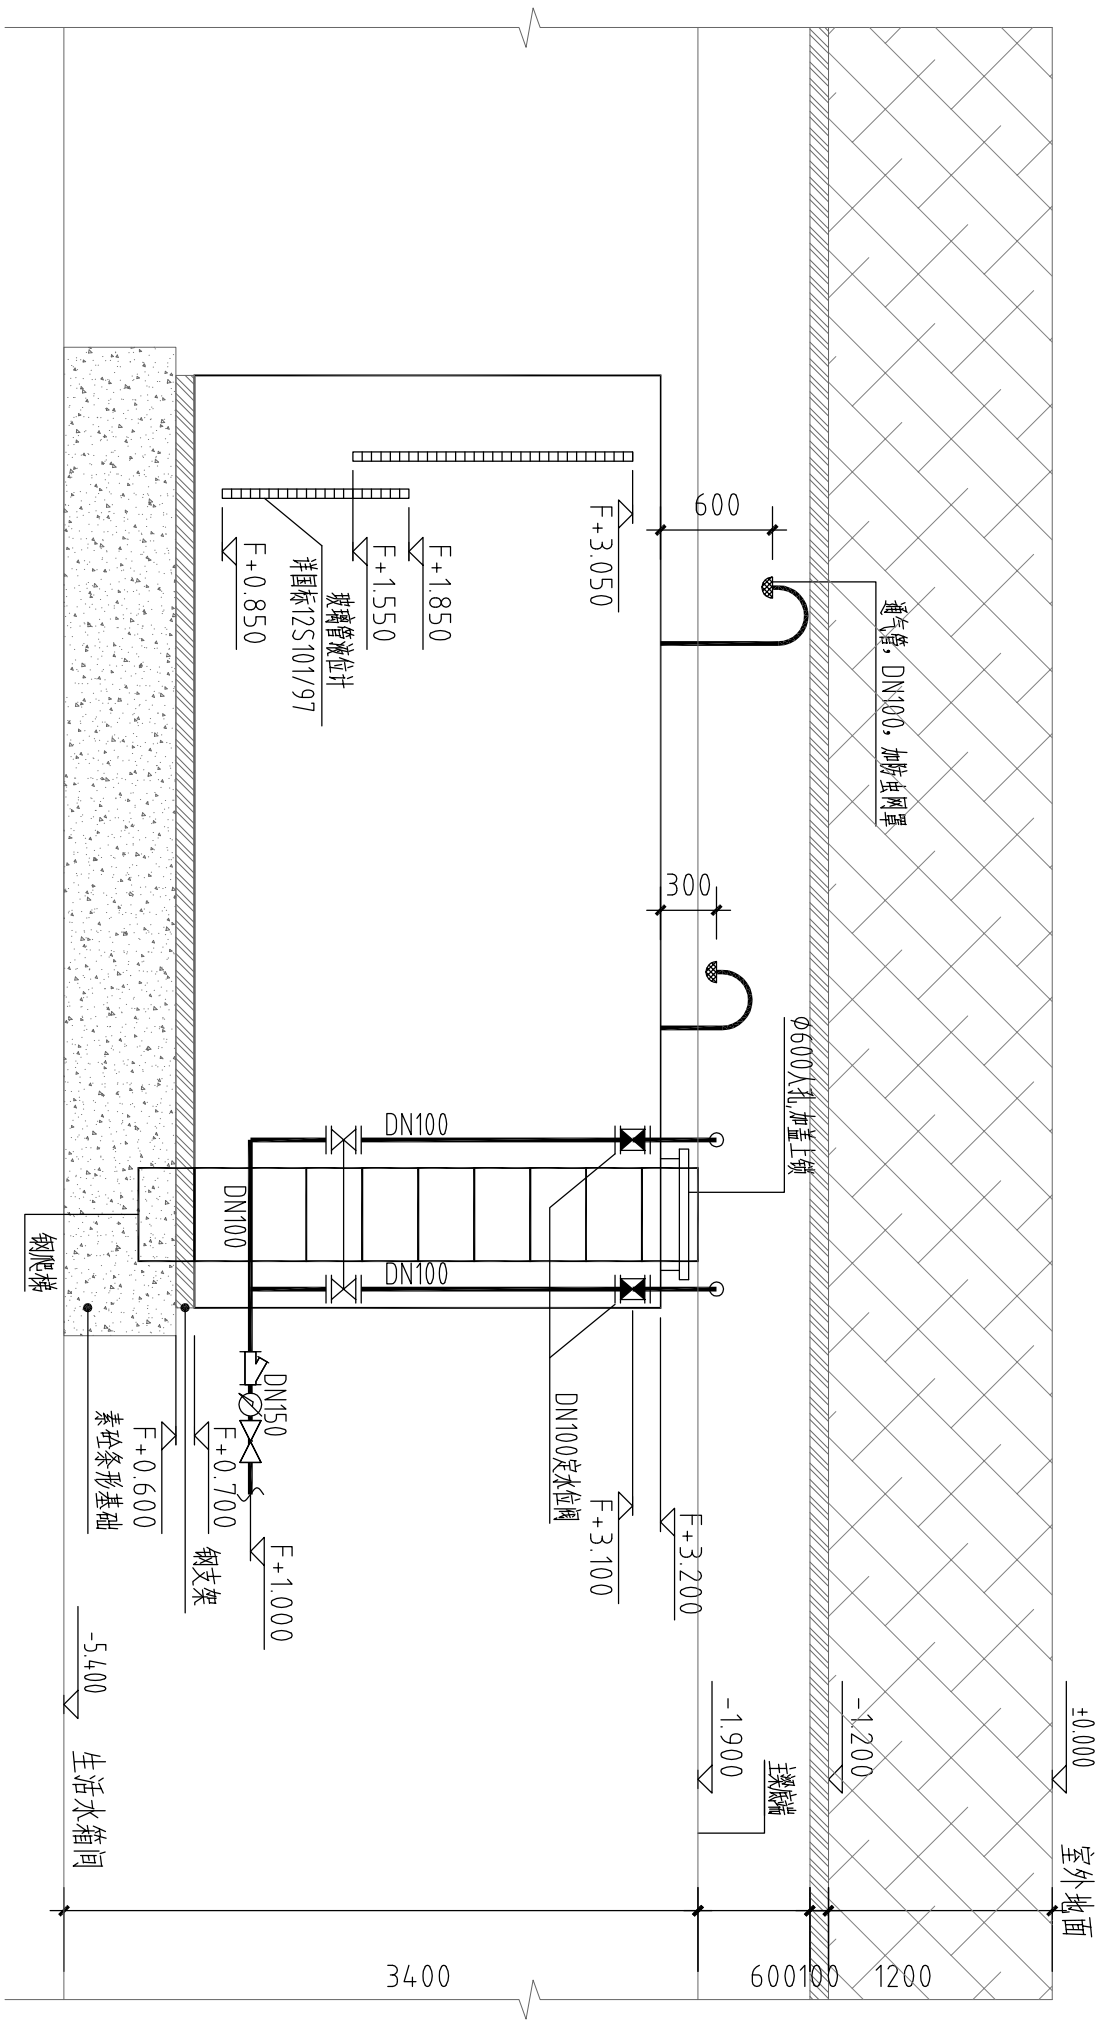 600
通气管，DN100，加防虫网罩
F+3.050
F+1.850
F+1.550
F+0.850
玻璃管液位计
详国标12S101/97
300
Φ600人孔,加盖上锁
DN100
DN100
DN100
钢爬梯
DN150
DN100定水位阀
F+3.200
F+3.100
F+1.000
F+0.700
F+0.600
钢支架
素砼条形基础
±0.000
室外地面
-1.200
-1.900
主梁底端
-5.400
生活水箱间
1200
100
600
3400